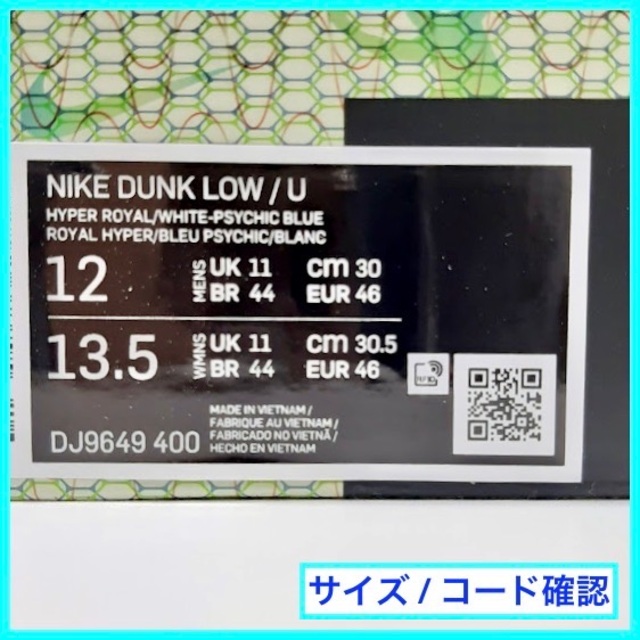 NIKE DUNK LOW / U
HYPER ROYAL/WHITE-PSYCHIC BLUE
ROYAL HYPER/BLEU PSYCHIC/BLANC
12 MENS UK 11 cm 30
BR 44 EUR 46
13.5 WMNS UK 11 cm 30.5
BR 44 EUR 46
RFID
MADE IN VIETNAM /
FABRIQUE AU VIETNAM /
FABRICADO NO VIETNÃ /
HECHO EN VIETNAM
DJ9649 400
サイズ / コード確認